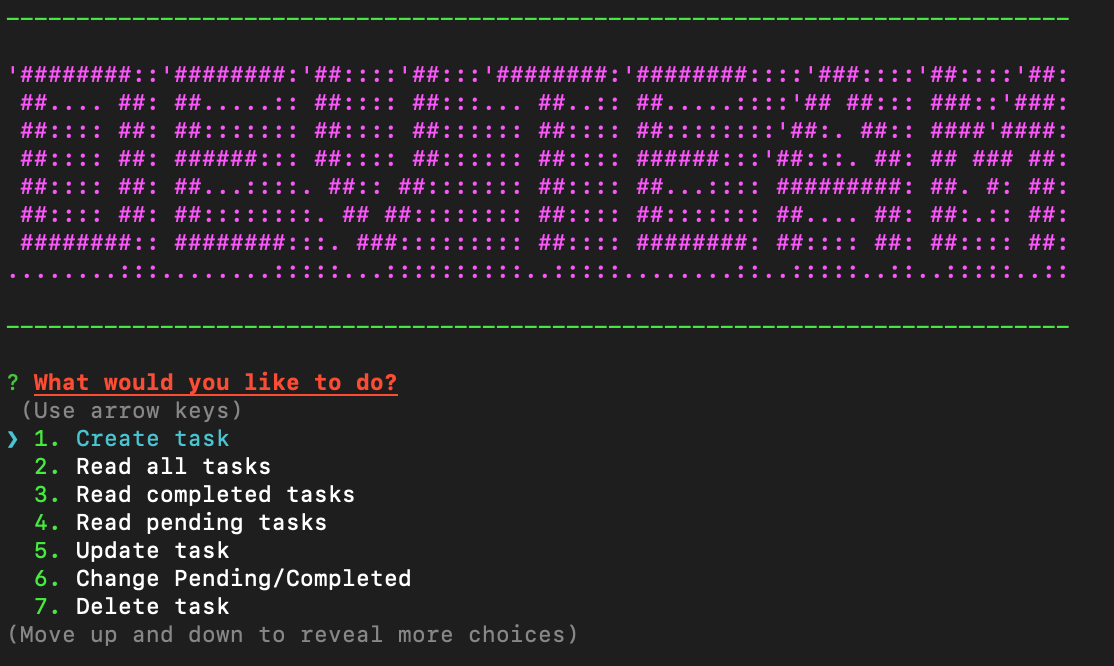 '########::'########:'##::::'##:::'########:'########::::'###::::'##::::'##:
 ##.... ##: ##.....:: ##:::: ##:::... ##..:: ##.....::::'## ##::: ###::'###:
 ##:::: ##: ##::::::: ##:::: ##:::::: ##:::: ##::::::::'##:. ##:: ####'####:
 ##:::: ##: ######::: ##:::: ##:::::: ##:::: ######:::'##:::. ##: ## ### ##:
 ##:::: ##: ##...::::. ##:: ##::::::: ##:::: ##...:::: #########: ##. #: ##:
 ##:::: ##: ##::::::::. ## ##:::::::: ##:::: ##::::::: ##.... ##: ##:.:: ##:
 ########:: ########:::. ###::::::::: ##:::: ########: ##:::: ##: ##:::: ##:
........:::........:::::...::::::::::..:::::........::..:::::..::..:::::..::
? What would you like to do?
 (Use arrow keys)
❯ 1. Create task
  2. Read all tasks
  3. Read completed tasks
  4. Read pending tasks
  5. Update task
  6. Change Pending/Completed
  7. Delete task
(Move up and down to reveal more choices)